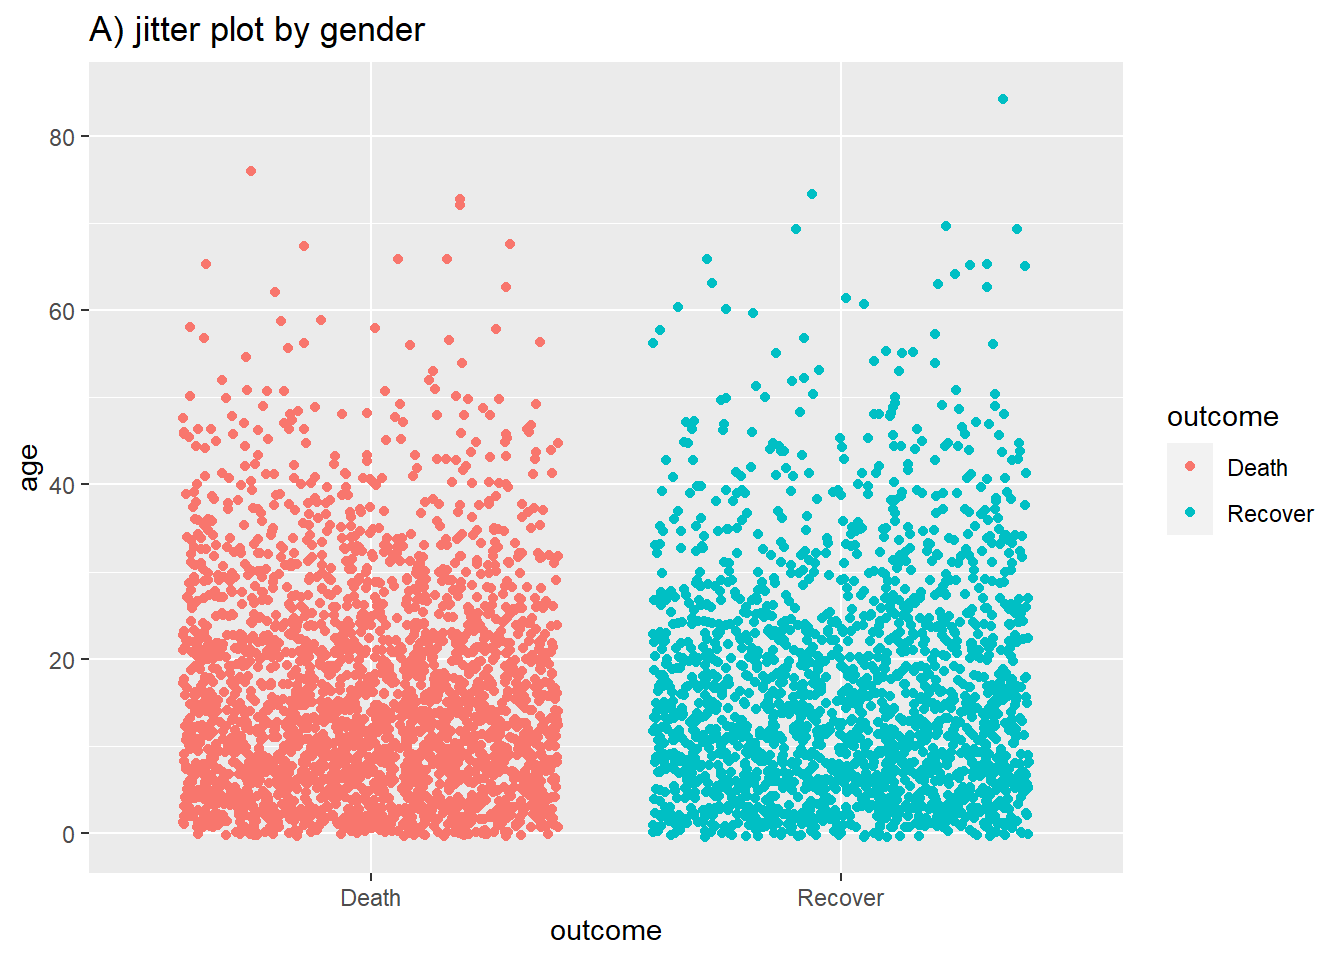 A) jitter plot by gender
80
60
40
20
0
age
Death
Recover
outcome
outcome
Death
Recover